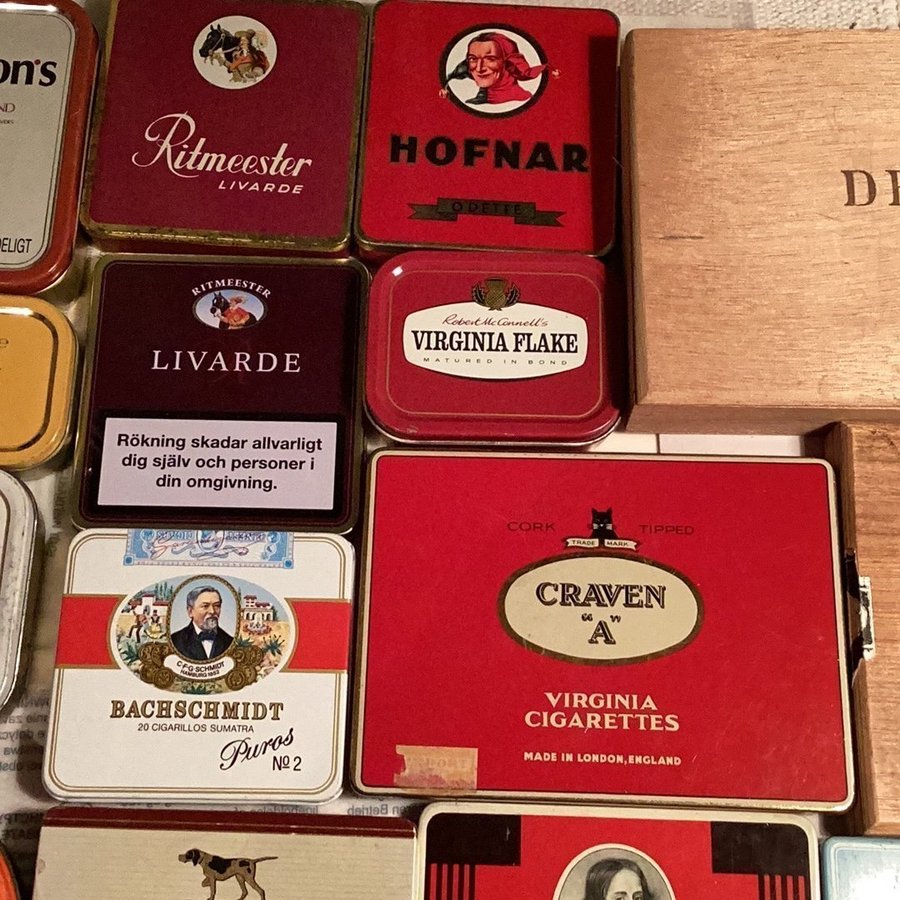 on's
ND
DELIGT
Ritmeester
LIVARDE
HOFNAR
ODETTE
DE
RITMEESTER
LIVARDE
Rökning skadar allvarligt
dig själv och personer i
din omgivning.
Robert McConnell's
VIRGINIA FLAKE
MATURED IN BOND
CORK TIPPED
TRADE MARK
CRAVEN
"A"
VIRGINIA
CIGARETTES
MADE IN LONDON, ENGLAND
C·F·G·SCHMIDT
HAMBURG 1882
BACHSCHMIDT
20 CIGARILLOS SUMATRA
Puros
Nº 2